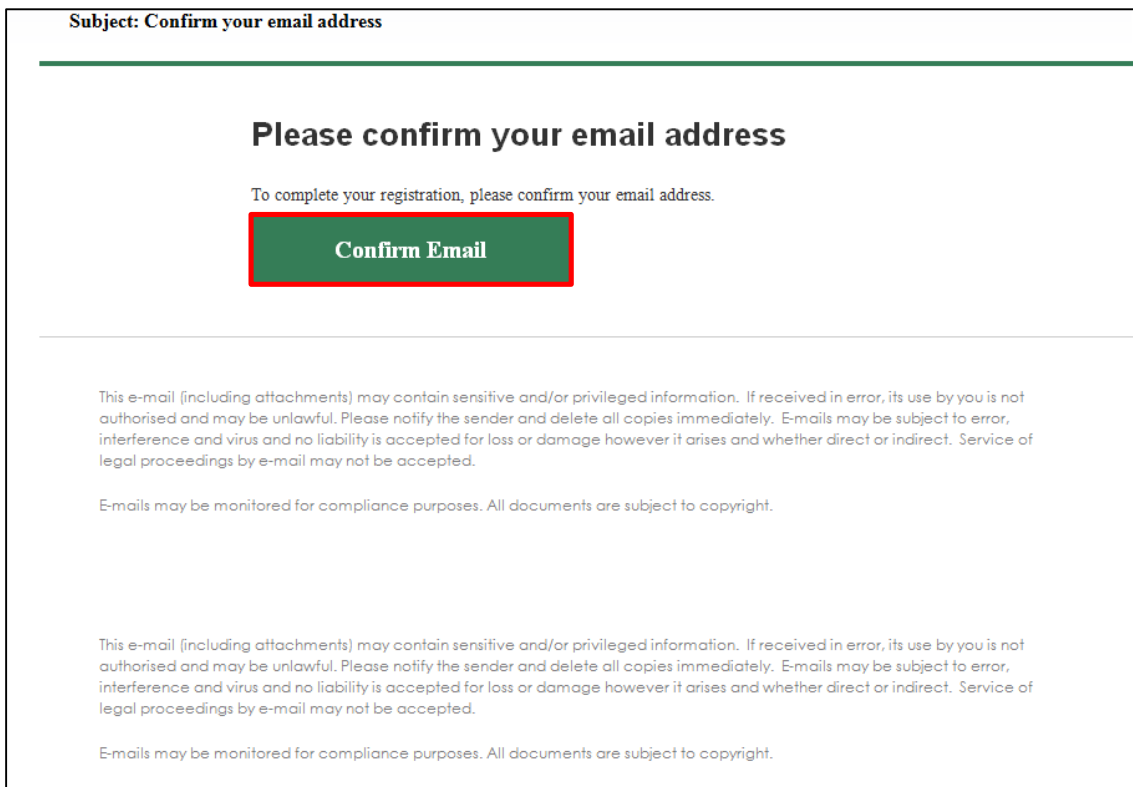 Subject: Confirm your email address
Please confirm your email address
To complete your registration, please confirm your email address.
Confirm Email
This e-mail (including attachments) may contain sensitive and/or privileged information.  If received in error, its use by you is not
authorised and may be unlawful. Please notify the sender and delete all copies immediately.  E-mails may be subject to error,
interference and virus and no liability is accepted for loss or damage however it arises and whether direct or indirect.  Service of
legal proceedings by e-mail may not be accepted.
E-mails may be monitored for compliance purposes. All documents are subject to copyright.
This e-mail (including attachments) may contain sensitive and/or privileged information.  If received in error, its use by you is not
authorised and may be unlawful. Please notify the sender and delete all copies immediately.  E-mails may be subject to error,
interference and virus and no liability is accepted for loss or damage however it arises and whether direct or indirect.  Service of
legal proceedings by e-mail may not be accepted.
E-mails may be monitored for compliance purposes. All documents are subject to copyright.